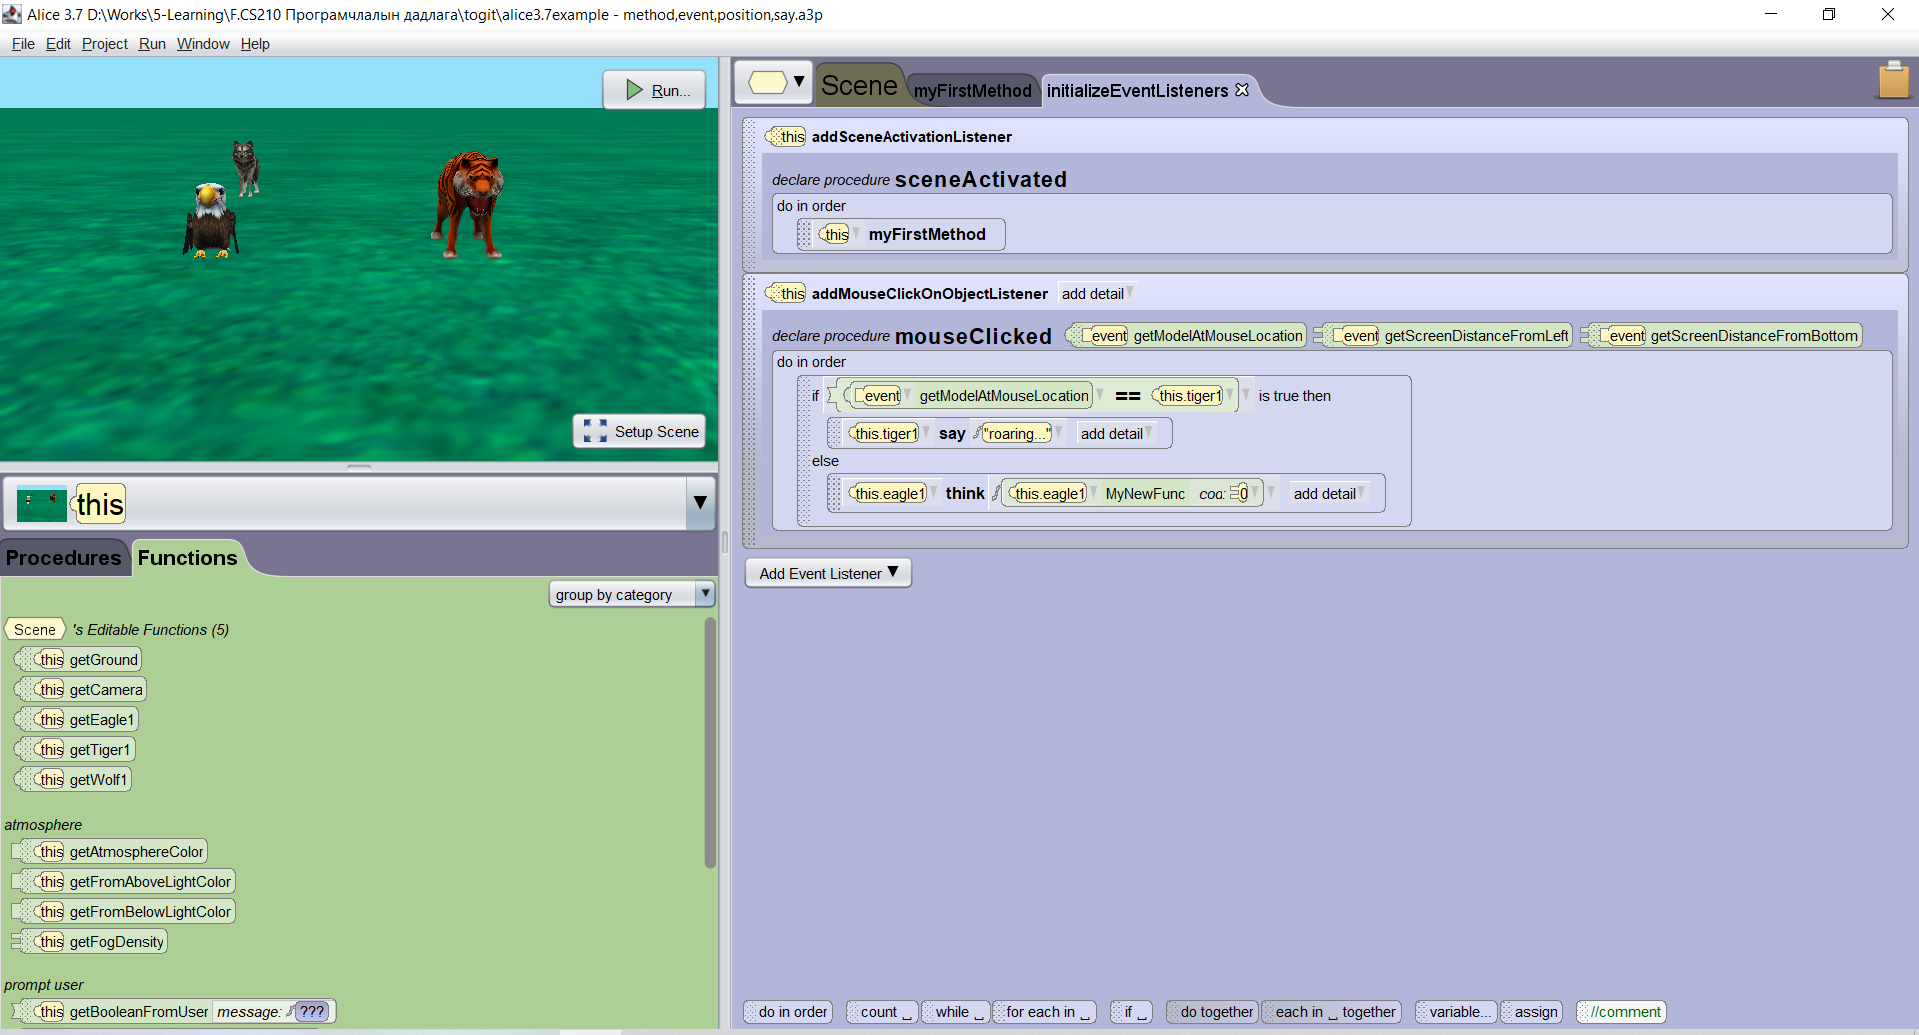 Alice 3.7 D:\Works\5-Learning\F.CS210 Програмчлалын дадлага\togit\alice3.7example - method,event,position,say.a3p
File Edit Project Run Window Help
Run...
Setup Scene
this
Procedures Functions
group by category
Scene 's Editable Functions (5)
this getGround
this getCamera
this getEagle1
this getTiger1
this getWolf1
atmosphere
this getAtmosphereColor
this getFromAboveLightColor
this getFromBelowLightColor
this getFogDensity
prompt user
this getBooleanFromUser message: ???
Scene myFirstMethod initializeEventListeners
this addSceneActivationListener
declare procedure sceneActivated
do in order
this myFirstMethod
this addMouseClickOnObjectListener add detail
declare procedure mouseClicked event getModelAtMouseLocation event getScreenDistanceFromLeft event getScreenDistanceFromBottom
do in order
if event getModelAtMouseLocation == this.tiger1 is true then
this.tiger1 say "roaring..." add detail
else
this.eagle1 think this.eagle1 MyNewFunc coa: 0 add detail
Add Event Listener
do in order count ␣ while ␣ for each in ␣ if ␣ do together each in ␣ together variable... assign //comment